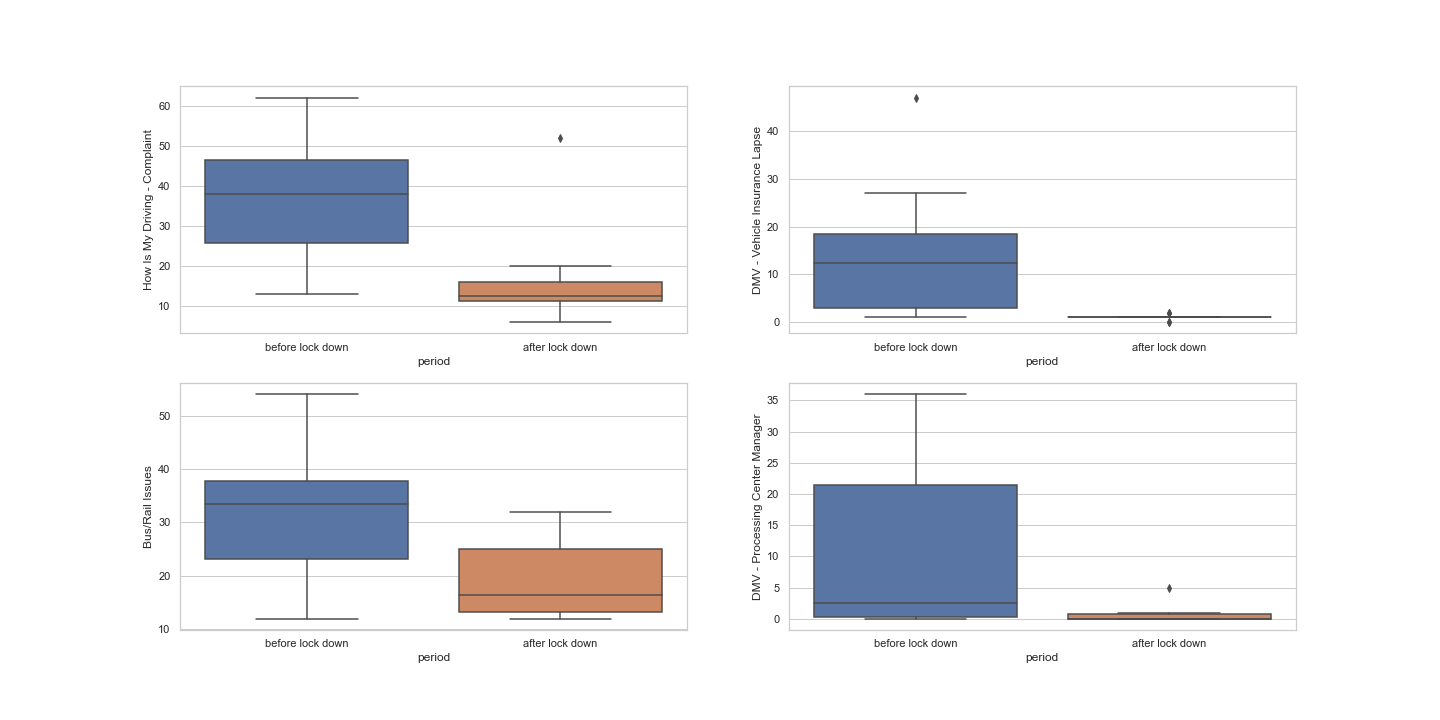 How Is My Driving - Complaint
60
50
40
30
20
10
before lock down
after lock down
period
DMV - Vehicle Insurance Lapse
40
30
20
10
0
before lock down
after lock down
period
Bus/Rail Issues
50
40
30
20
10
before lock down
after lock down
period
DMV - Processing Center Manager
35
30
25
20
15
10
5
0
before lock down
after lock down
period